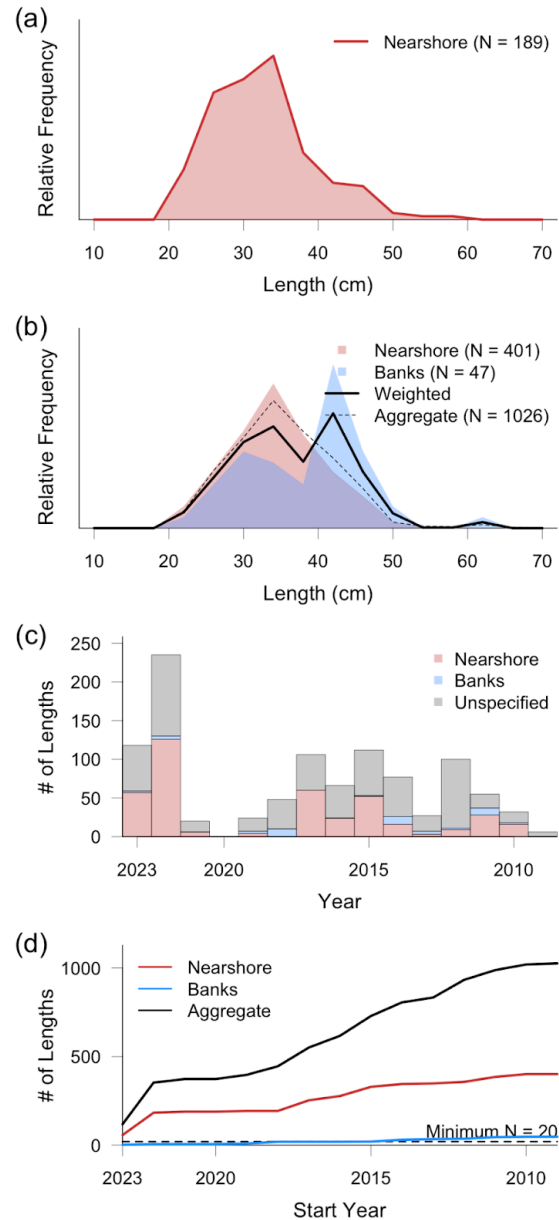 (a)
Nearshore (N = 189)
Relative Frequency
10 20 30 40 50 60 70
Length (cm)
(b)
Nearshore (N = 401)
Banks (N = 47)
Weighted
Aggregate (N = 1026)
Relative Frequency
10 20 30 40 50 60 70
Length (cm)
(c)
250
200
150
100
50
0
# of Lengths
Nearshore
Banks
Unspecified
2023 2020 2015 2010
Year
(d)
1000
500
0
# of Lengths
Nearshore
Banks
Aggregate
Minimum N = 20
2023 2020 2015 2010
Start Year